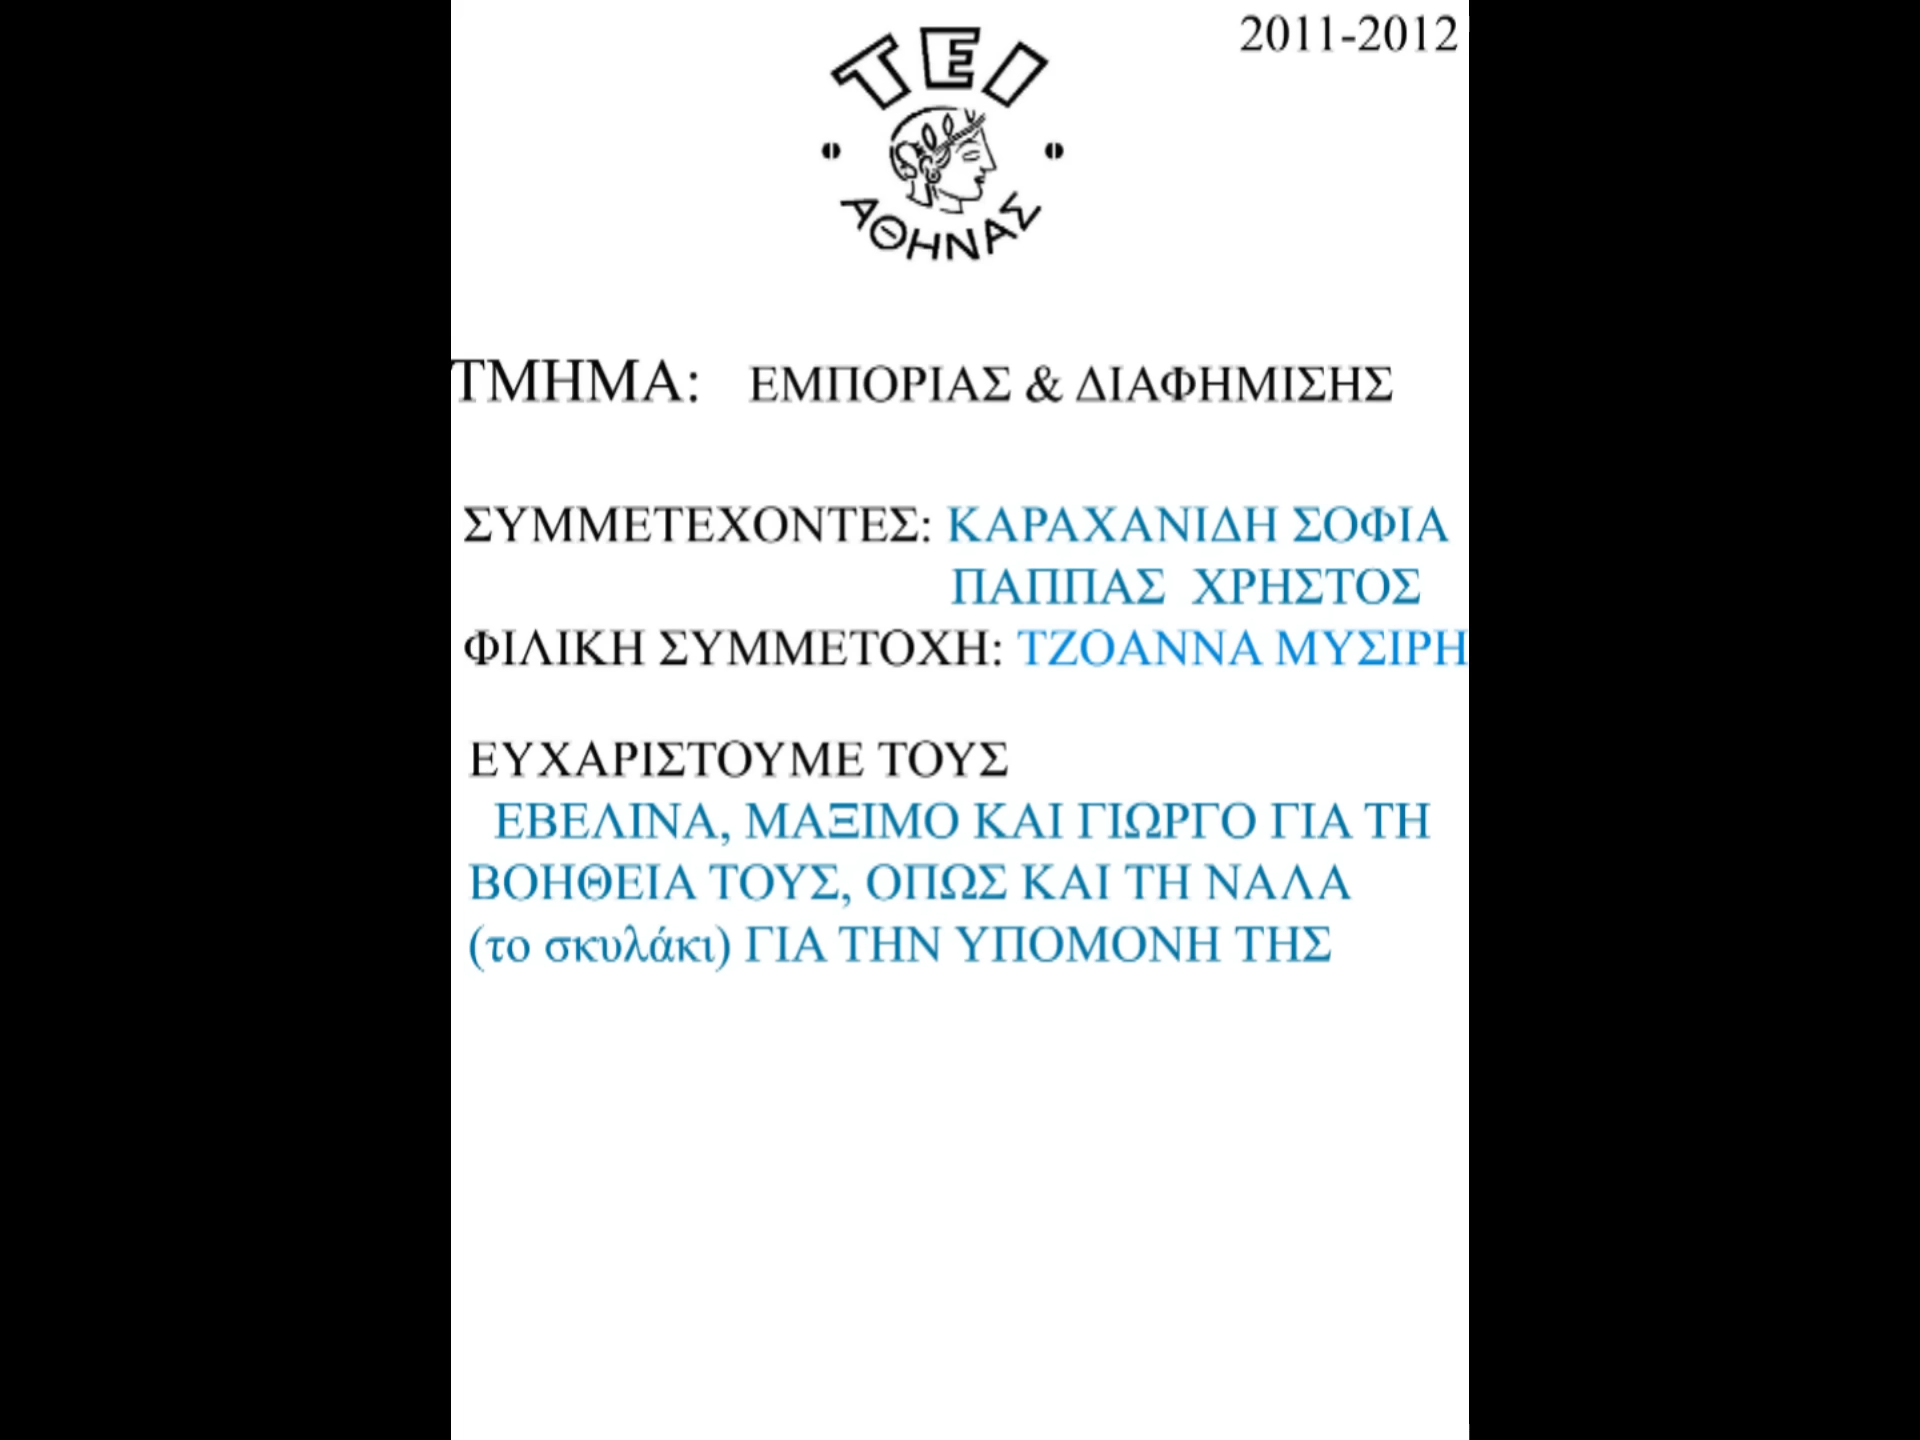 2011-2012
ΤΕΙ
ΑΘΗΝΑΣ
ΤΜΗΜΑ: ΕΜΠΟΡΙΑΣ & ΔΙΑΦΗΜΙΣΗΣ
ΣΥΜΜΕΤΕΧΟΝΤΕΣ: ΚΑΡΑΧΑΝΙΔΗ ΣΟΦΙΑ
ΠΑΠΠΑΣ ΧΡΗΣΤΟΣ
ΦΙΛΙΚΗ ΣΥΜΜΕΤΟΧΗ: ΤΖΟΑΝΝΑ ΜΥΣΙΡΗ
ΕΥΧΑΡΙΣΤΟΥΜΕ ΤΟΥΣ
ΕΒΕΛΙΝΑ, ΜΑΞΙΜΟ ΚΑΙ ΓΙΩΡΓΟ ΓΙΑ ΤΗ
ΒΟΗΘΕΙΑ ΤΟΥΣ, ΟΠΩΣ ΚΑΙ ΤΗ ΝΑΛΑ
(το σκυλάκι) ΓΙΑ ΤΗΝ ΥΠΟΜΟΝΗ ΤΗΣ